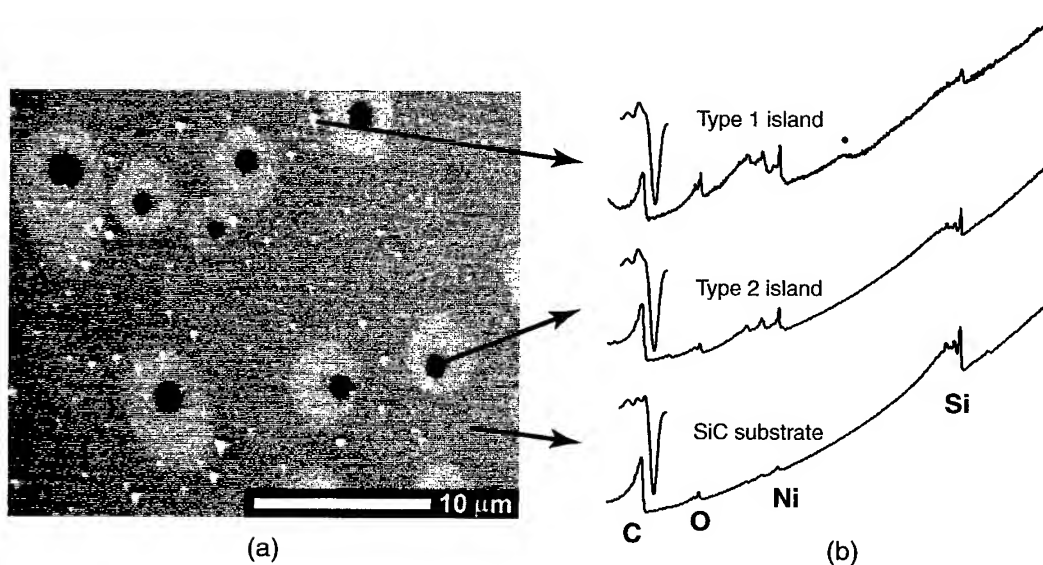 Type 1 island
Type 2 island
SiC substrate
Si
Ni
O
C
10 μm
(a)
(b)